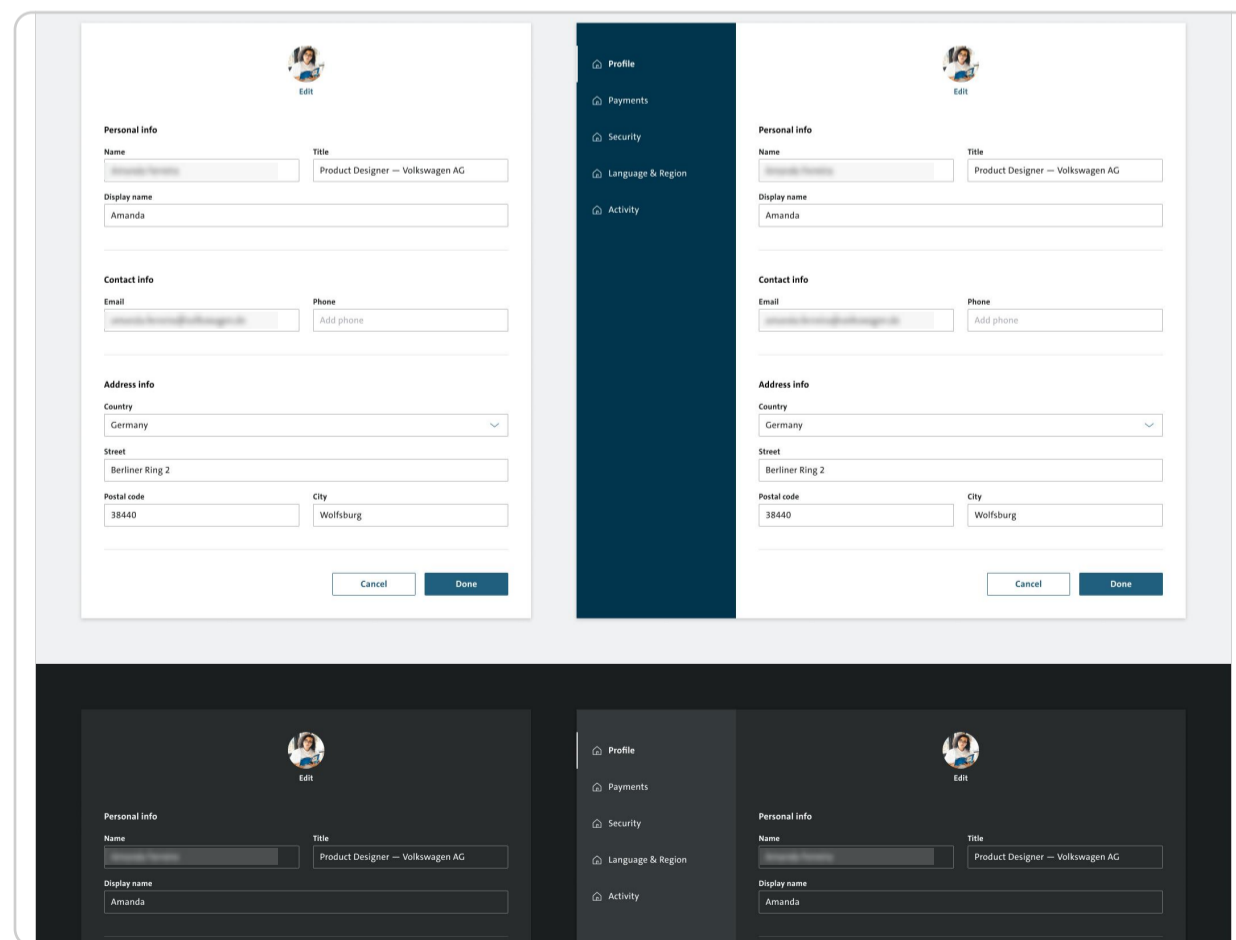 Edit
Personal info
Name Title
Product Designer — Volkswagen AG
Display name
Amanda
Contact info
Email Phone
Add phone
Address info
Country
Germany
Street
Berliner Ring 2
Postal code City
38440 Wolfsburg
Cancel Done
Profile
Payments
Security
Language & Region
Activity
Edit
Personal info
Name Title
Product Designer — Volkswagen AG
Display name
Amanda
Contact info
Email Phone
Add phone
Address info
Country
Germany
Street
Berliner Ring 2
Postal code City
38440 Wolfsburg
Cancel Done
Edit
Personal info
Name Title
Product Designer — Volkswagen AG
Display name
Amanda
Profile
Payments
Security
Language & Region
Activity
Edit
Personal info
Name Title
Product Designer — Volkswagen AG
Display name
Amanda